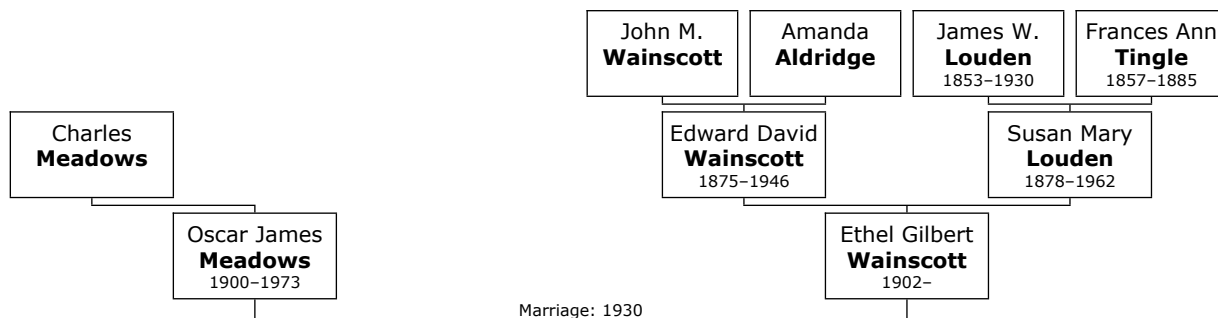 John M.
Wainscott
Amanda
Aldridge
James W.
Louden
1853–1930
Frances Ann
Tingle
1857–1885
Charles
Meadows
Edward David
Wainscott
1875–1946
Susan Mary
Louden
1878–1962
Oscar James
Meadows
1900–1973
Ethel Gilbert
Wainscott
1902–
Marriage: 1930